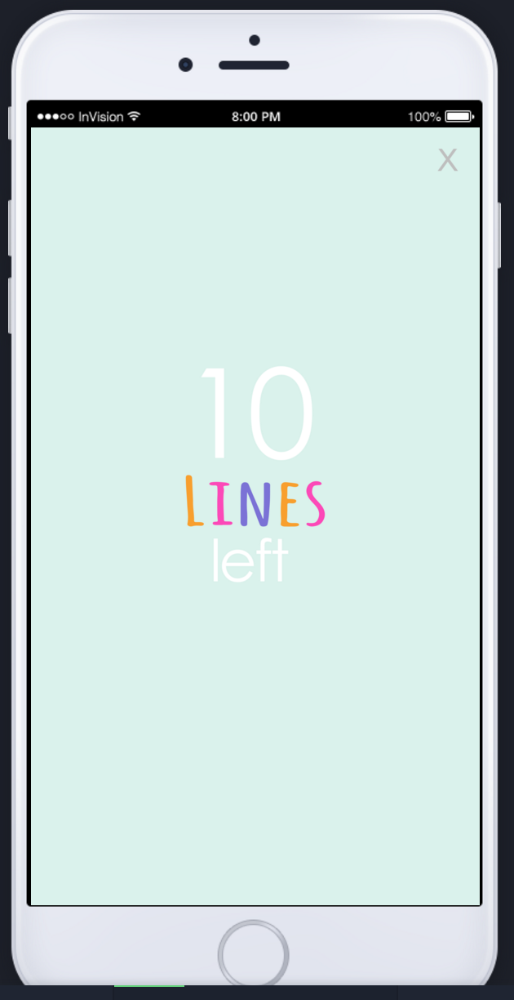 InVision 8:00 PM 100%
X
10
LINES
left